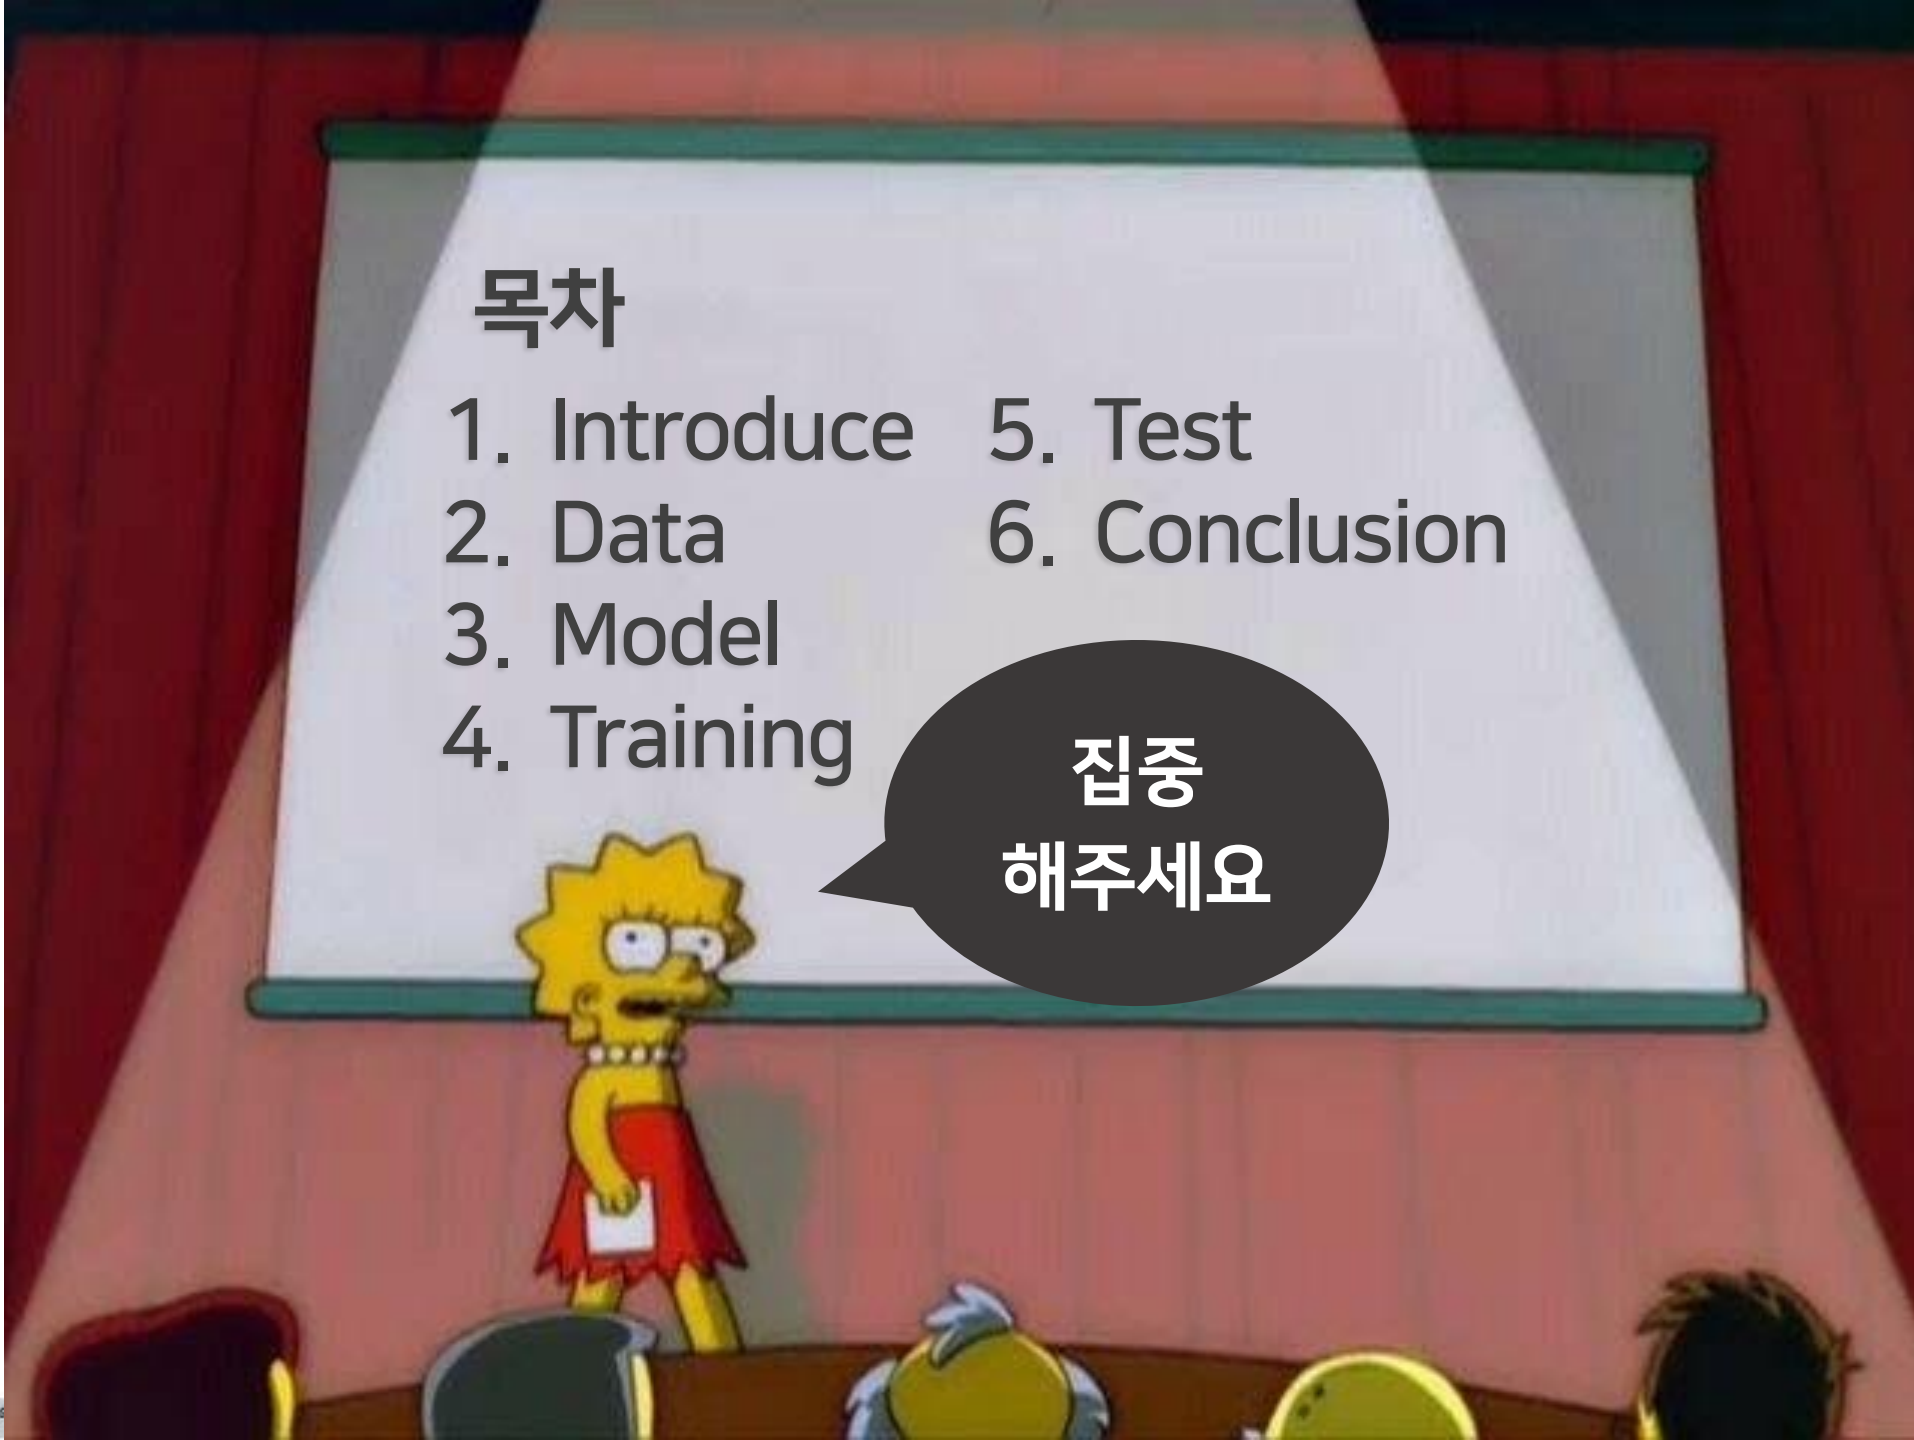 목차
1. Introduce
2. Data
3. Model
4. Training
5. Test
6. Conclusion
집중
해주세요